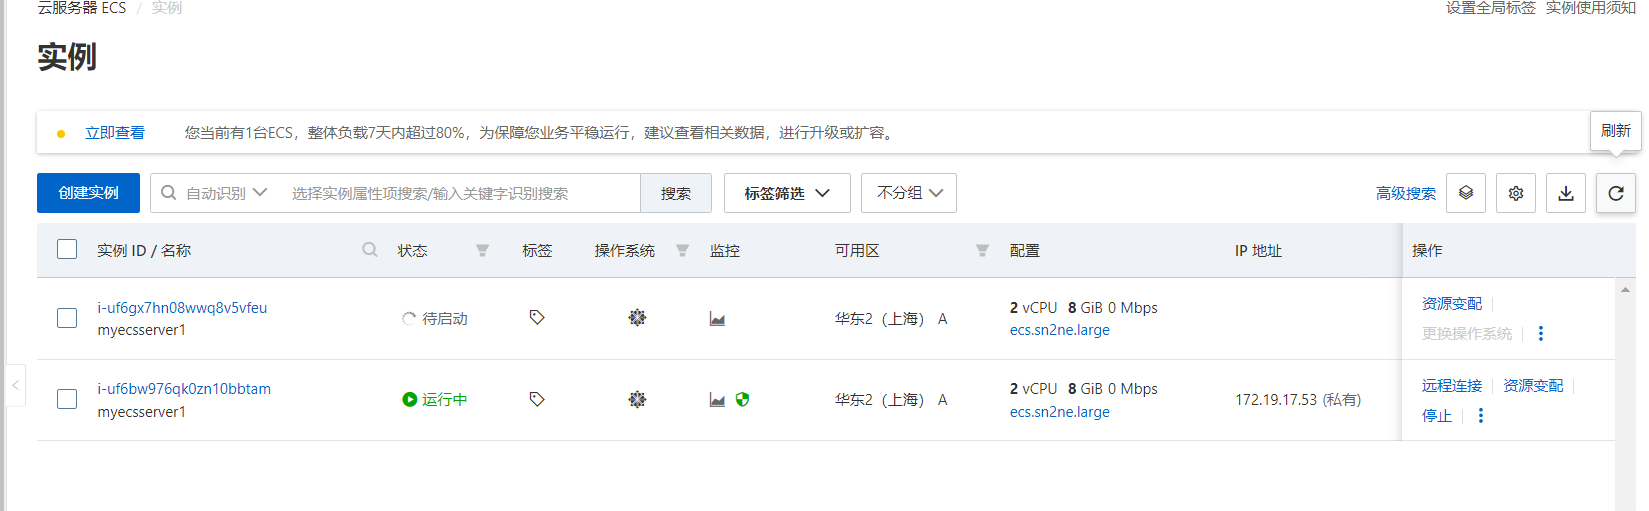 云服务器 ECS / 实例
设置全局标签 实例使用须知
实例
立即查看 您当前有1台ECS，整体负载7天内超过80%，为保障您业务平稳运行，建议查看相关数据，进行升级或扩容。
刷新
创建实例 自动识别 选择实例属性项搜索/输入关键字识别搜索 搜索 标签筛选 不分组 高级搜索
实例 ID / 名称 状态 标签 操作系统 监控 可用区 配置 IP 地址 操作
i-uf6gx7hn08wwq8v5vfeu
myecsserver1
待启动
华东2（上海） A
2 vCPU 8 GiB 0 Mbps
ecs.sn2ne.large
资源变配
更换操作系统
i-uf6bw976qk0zn10bbtam
myecsserver1
运行中
华东2（上海） A
2 vCPU 8 GiB 0 Mbps
ecs.sn2ne.large
172.19.17.53 (私有)
远程连接 资源变配
停止